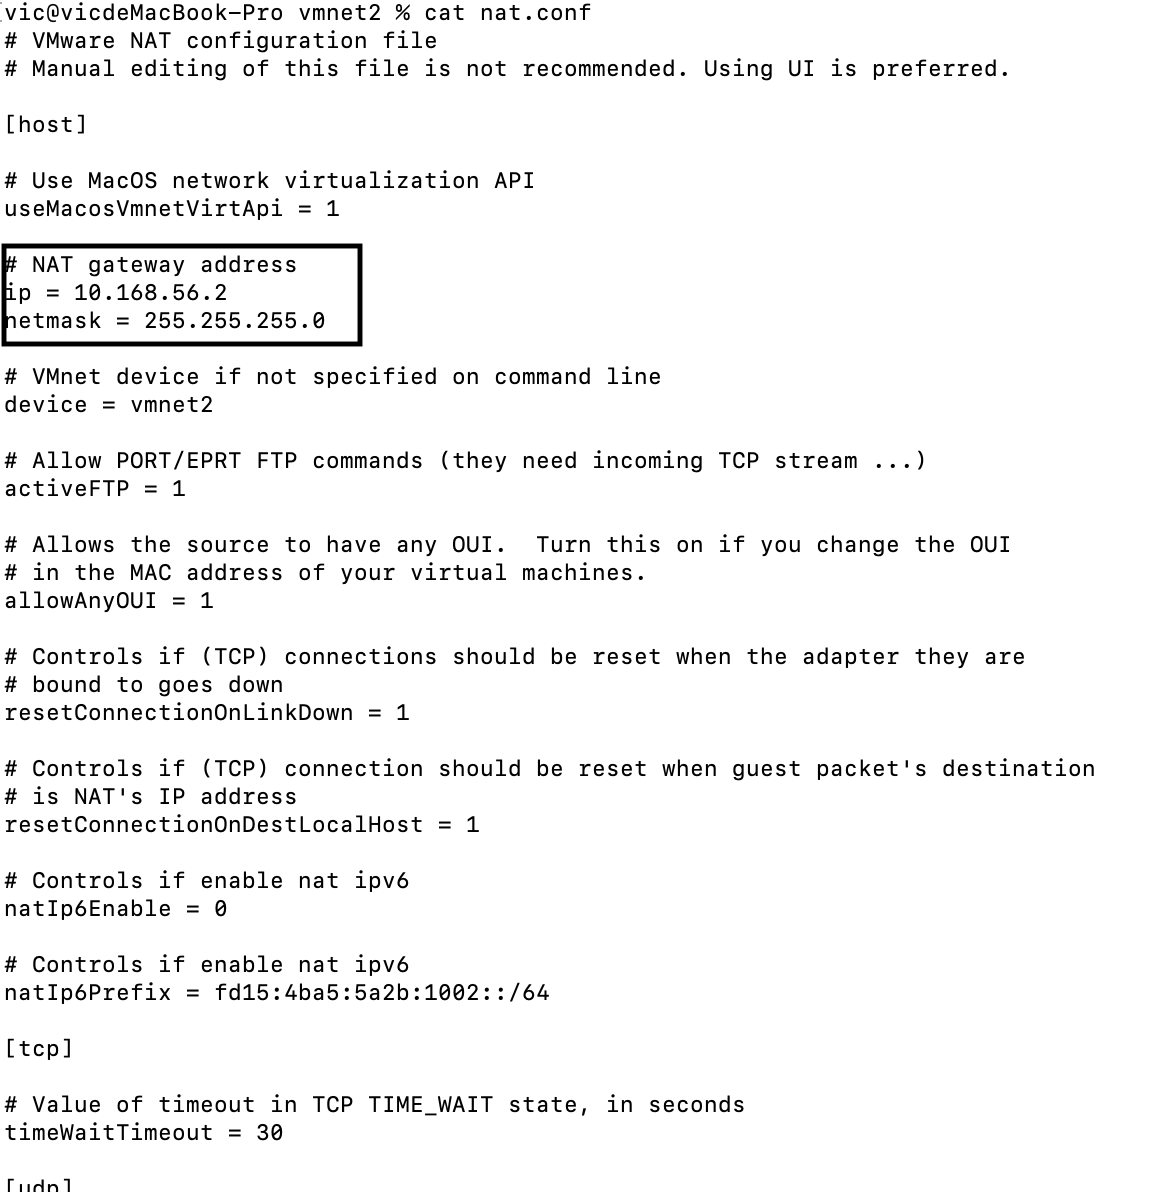 vic@vicdeMacBook-Pro vmnet2 % cat nat.conf
# VMware NAT configuration file
# Manual editing of this file is not recommended. Using UI is preferred.
[host]
# Use MacOS network virtualization API
useMacosVmnetVirtApi = 1
# NAT gateway address
ip = 10.168.56.2
netmask = 255.255.255.0
# VMnet device if not specified on command line
device = vmnet2
# Allow PORT/EPRT FTP commands (they need incoming TCP stream ...)
activeFTP = 1
# Allows the source to have any OUI.  Turn this on if you change the OUI
# in the MAC address of your virtual machines.
allowAnyOUI = 1
# Controls if (TCP) connections should be reset when the adapter they are
# bound to goes down
resetConnectionOnLinkDown = 1
# Controls if (TCP) connection should be reset when guest packet's destination
# is NAT's IP address
resetConnectionOnDestLocalHost = 1
# Controls if enable nat ipv6
natIp6Enable = 0
# Controls if enable nat ipv6
natIp6Prefix = fd15:4ba5:5a2b:1002::/64
[tcp]
# Value of timeout in TCP TIME_WAIT state, in seconds
timeWaitTimeout = 30
[udp]